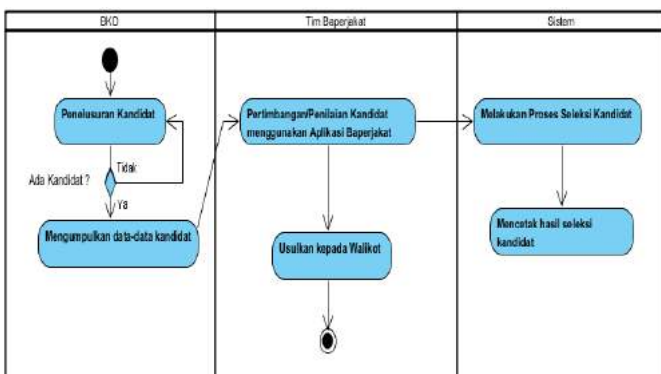 BKD
Tim Baperjakat
Sistem
Penelusuran Kandidat
Ada Kandidat ?
Tidak
Ya
Mengumpulkan data-data kandidat
Pertimbangan/Penilaian Kandidat
menggunakan Aplikasi Baperjakat
Usulkan kepada Walikot
Melakukan Proses Seleksi Kandidat
Mencetak hasil seleksi
kandidat